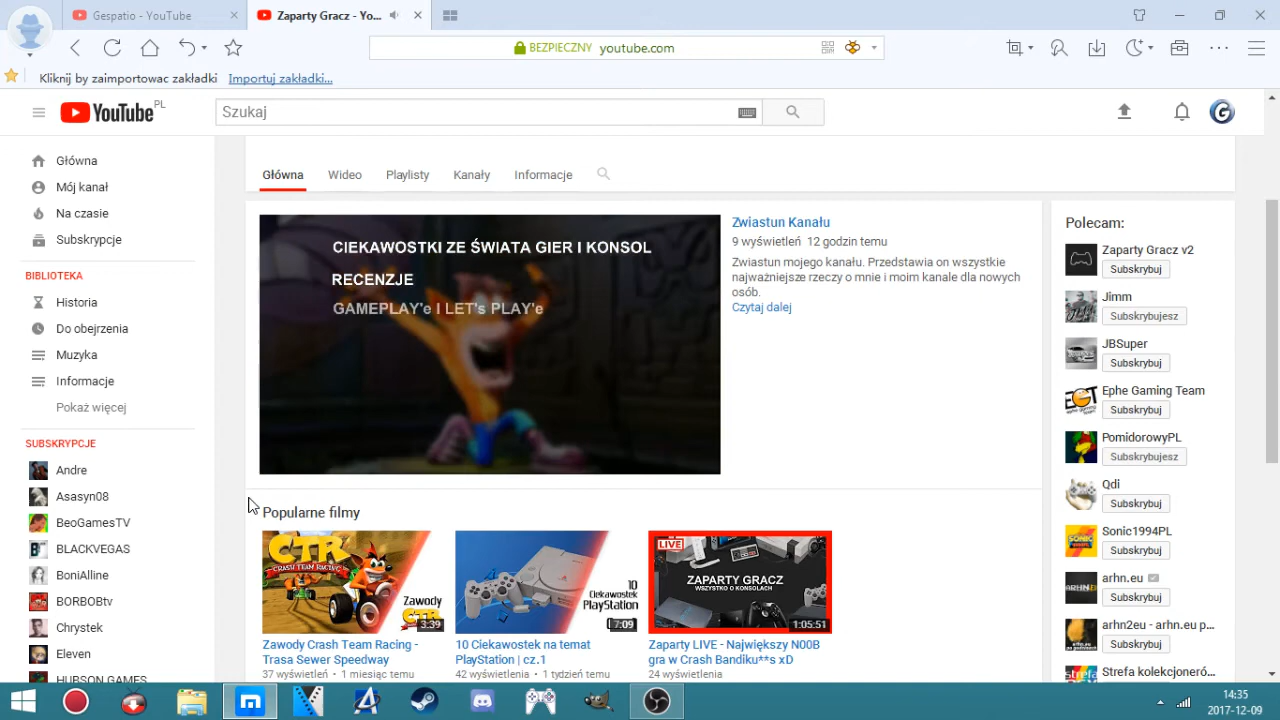 Gespatio - YouTube
Zaparty Gracz - Yo...
BEZPIECZNY youtube.com
Kliknij by zaimportowac zakładki Importuj zakładki...
YouTube PL
Szukaj
Główna
Mój kanał
Na czasie
Subskrypcje
BIBLIOTEKA
Historia
Do obejrzenia
Muzyka
Informacje
Pokaż więcej
SUBSKRYPCJE
Andre
Asasyn08
BeoGamesTV
BLACKVEGAS
BoniAlline
BORBOBtv
Chrystek
Eleven
HUBSON GAMES
Główna Wideo Playlisty Kanały Informacje
CIEKAWOSTKI ZE ŚWIATA GIER I KONSOL
RECENZJE
GAMEPLAY'e I LET's PLAY'e
Zwiastun Kanału
9 wyświetleń 12 godzin temu
Zwiastun mojego kanału. Przedstawia on wszystkie
najważniejsze rzeczy o mnie i moim kanale dla nowych
osób.
Czytaj dalej
Popularne filmy
CTR
CRASH TEAM RACING
Zawody
CTR
3:39
Zawody Crash Team Racing -
Trasa Sewer Speedway
37 wyświetleń • 1 miesiąc temu
10
Ciekawostek
PlayStation
7:09
10 Ciekawostek na temat
PlayStation | cz.1
42 wyświetlenia • 1 tydzień temu
LIVE
ZAPARTY GRACZ
WSZYSTKO O KONSOLACH
1:05:51
Zaparty LIVE - Największy N00B
gra w Crash Bandiku**s xD
24 wyświetlenia
Polecam:
Zaparty Gracz v2
Subskrybuj
Jimm
Subskrybujesz
JBSuper
Subskrybuj
EGT
Ephe Gaming Team
Subskrybuj
PomidorowyPL
Subskrybujesz
Qdi
Subskrybuj
SONIC
Sonic1994PL
Subskrybuj
arhn.eu
Subskrybuj
arhn2eu - arhn.eu p...
Subskrybuj
Strefa kolekcjoneró...
14:35
2017-12-09